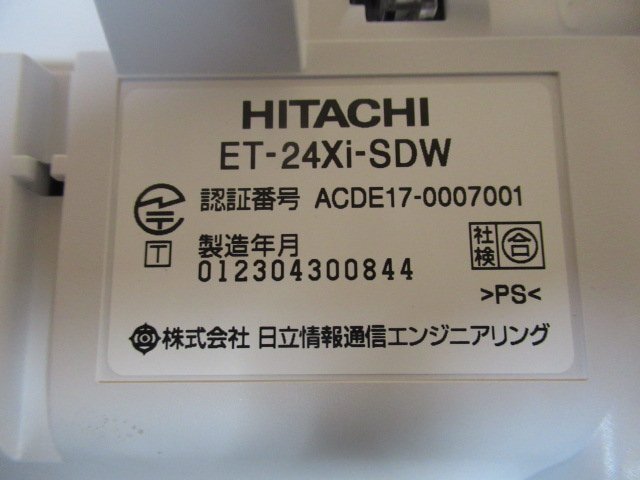 HITACHI
ET-24Xi-SDW
認証番号 ACDE17-0007001
T 製造年月
012304300844
社検 合
>PS<
株式会社 日立情報通信エンジニアリング